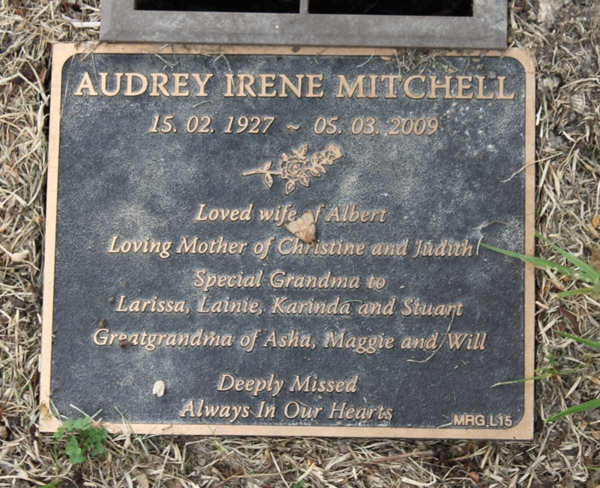 AUDREY IRENE MITCHELL
15. 02. 1927 ~ 05. 03. 2009
Loved wife of Albert
Loving Mother of Christine and Judith
Special Grandma to
Larissa, Lainie, Karinda and Stuart
Greatgrandma of Asha, Maggie and Will
Deeply Missed
Always In Our Hearts
MRG,L15